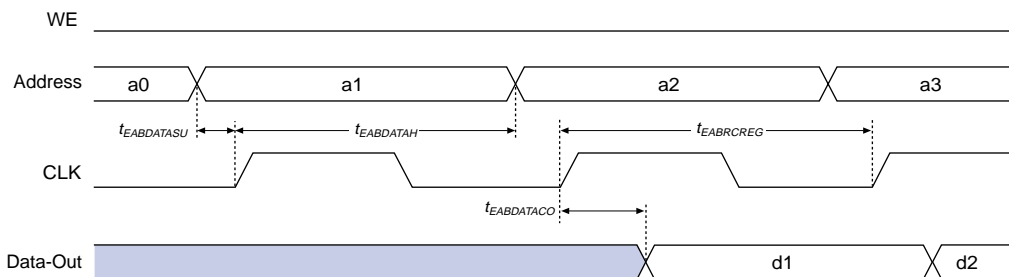 WE
Address a0 a1 a2 a3
tEABDATASU tEABDATAH tEABRCREG
CLK
tEABDATACO
Data-Out d1 d2